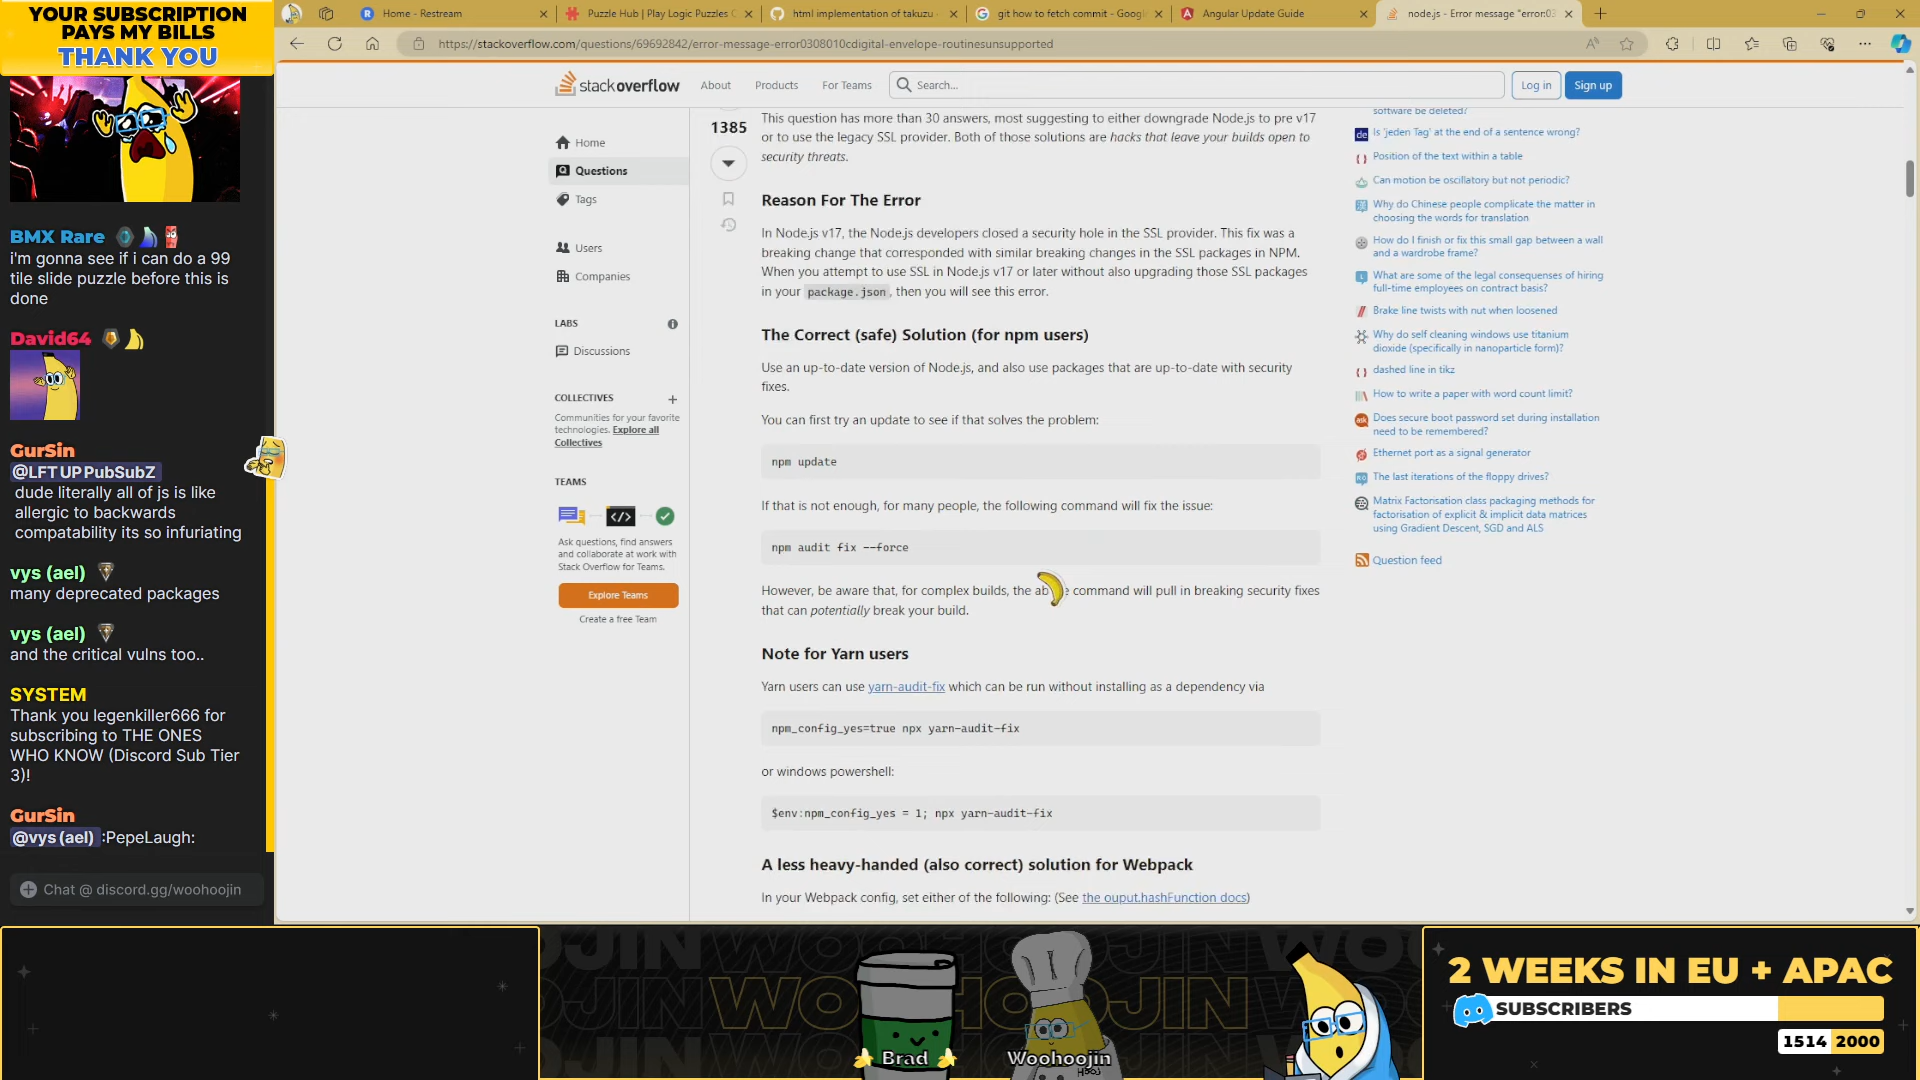 YOUR SUBSCRIPTION
PAYS MY BILLS
THANK YOU
Home - Restream
Puzzle Hub | Play Logic Puzzles
html implementation of takuzu
git how to fetch commit - Goog
Angular Update Guide
node.js - Error message "error:03
https://stackoverflow.com/questions/69692842/error-message-error0308010cdigital-envelope-routinesunsupported
stackoverflow
About
Products
For Teams
Search...
Log in
Sign up
Home
Questions
Tags
Users
Companies
LABS
Discussions
COLLECTIVES
Communities for your favorite
technologies. Explore all
Collectives
TEAMS
Ask questions, find answers
and collaborate at work with
Stack Overflow for Teams.
Explore Teams
Create a free Team
1385
This question has more than 30 answers, most suggesting to either downgrade Node.js to pre v17
or to use the legacy SSL provider. Both of those solutions are hacks that leave your builds open to
security threats.
Reason For The Error
In Node.js v17, the Node.js developers closed a security hole in the SSL provider. This fix was a
breaking change that corresponded with similar breaking changes in the SSL packages in NPM.
When you attempt to use SSL in Node.js v17 or later without also upgrading those SSL packages
in your package.json, then you will see this error.
The Correct (safe) Solution (for npm users)
Use an up-to-date version of Node.js, and also use packages that are up-to-date with security
fixes.
You can first try an update to see if that solves the problem:
npm update
If that is not enough, for many people, the following command will fix the issue:
npm audit fix --force
However, be aware that, for complex builds, the command will pull in breaking security fixes
that can potentially break your build.
Note for Yarn users
Yarn users can use yarn-audit-fix which can be run without installing as a dependency via
npm_config_yes=true npx yarn-audit-fix
or windows powershell:
$env:npm_config_yes = 1; npx yarn-audit-fix
A less heavy-handed (also correct) solution for Webpack
In your Webpack config, set either of the following: (See the ouput.hashFunction docs)
software be deleted?
de
Is 'jeden Tag' at the end of a sentence wrong?
Position of the text within a table
Can motion be oscillatory but not periodic?
Why do Chinese people complicate the matter in
choosing the words for translation
How do I finish or fix this small gap between a wall
and a wardrobe frame?
What are some of the legal consequences of hiring
full-time employees on contract basis?
Brake line twists with nut when loosened
Why do self cleaning windows use titanium
dioxide (specifically in nanoparticle form)?
dashed line in tikz
How to write a paper with word count limit?
ask
Does secure boot password set during installation
need to be remembered?
Ethernet port as a signal generator
The last iterations of the floppy drives?
Matrix Factorisation class packaging methods for
factorisation of explicit & implicit data matrices
using Gradient Descent, SGD and ALS
Question feed
BMX Rare
i'm gonna see if i can do a 99
tile slide puzzle before this is
done
David64
GurSin
@LFT UP PubSubZ
dude literally all of js is like
allergic to backwards
compatability its so infuriating
vys (ael)
many deprecated packages
vys (ael)
and the critical vulns too..
SYSTEM
Thank you legenkiller666 for
subscribing to THE ONES
WHO KNOW (Discord Sub Tier
3)!
GurSin
@vys (ael) :PepeLaugh:
Chat @ discord.gg/woohoojin
OJIN WOOHOOJIN WOO
Brad
Woohoojin
2 WEEKS IN EU + APAC
SUBSCRIBERS
1514 2000